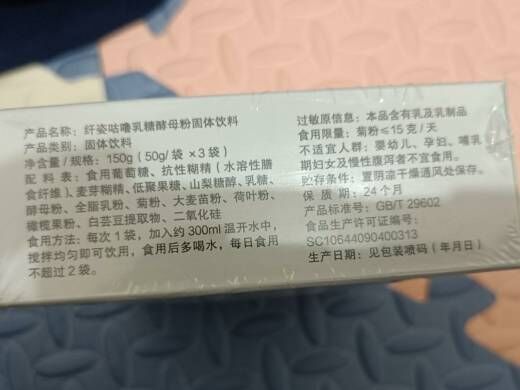 产品名称：纤姿咕噜乳糖酵母粉固体饮料
产品类别：固体饮料
净含量/规格：150g（50g/袋×3袋）
配 料 表：食用葡萄糖、抗性糊精（水溶性膳
食纤维）、麦芽糊精、低聚果糖、山梨糖醇、乳糖、
酵母粉、全脂乳粉、菊粉、大麦苗粉、荷叶粉、
橄榄果粉、白芸豆提取物、二氧化硅
食用方法：每次1袋，加入约300ml温开水中，
搅拌均匀即可饮用，食用后多喝水，每日食用
不超过2袋。
过敏原信息：本品含有乳及乳制品
食用限量：菊粉≤15克/天
不适宜人群：婴幼儿、孕妇、哺乳
期妇女及慢性腹泻者不宜食用。
贮存条件：置阴凉干燥通风处保存。
保 质 期：24个月
产品标准号：GB/T 29602
食品生产许可证编号：
SC10644090400313
生产日期：见包装喷码（年月日）